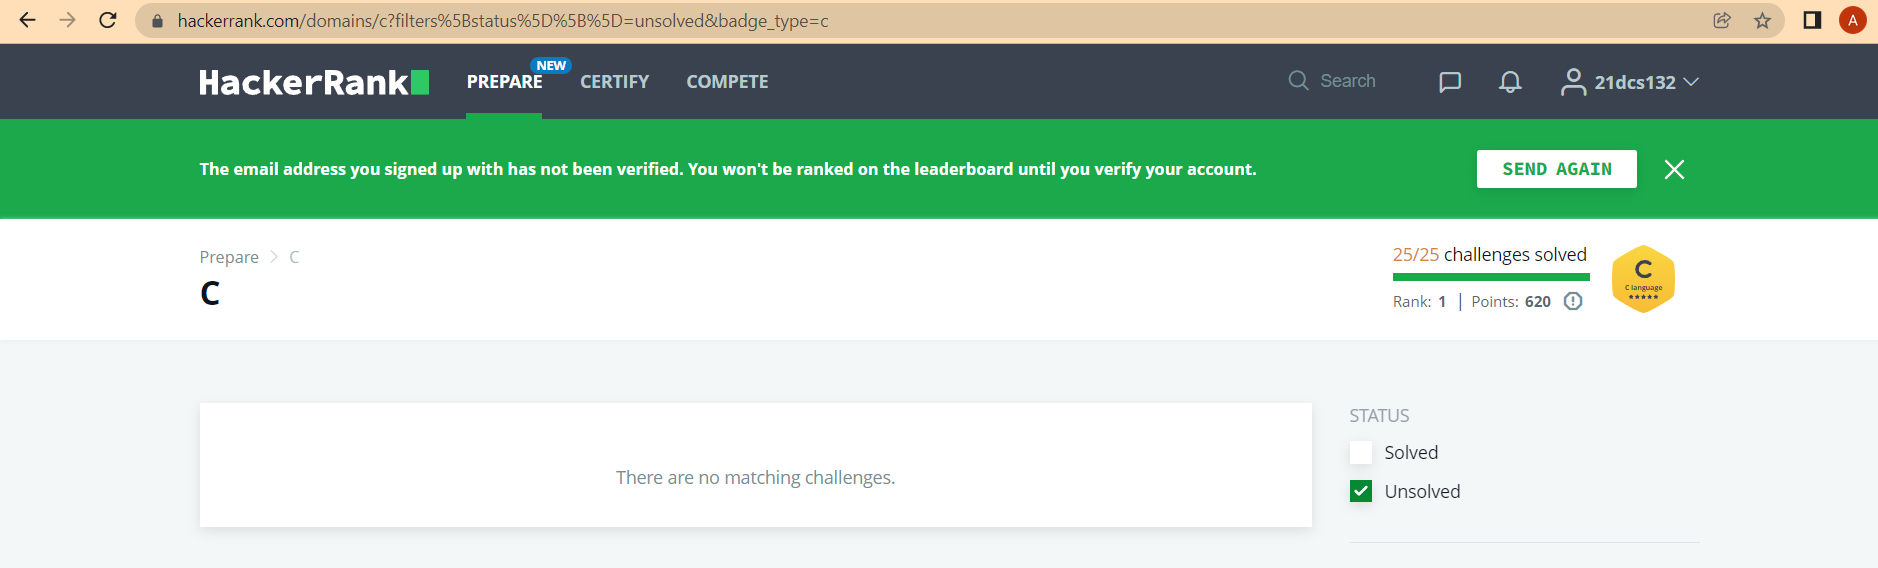 hackerrank.com/domains/c?filters%5Bstatus%5D%5B%5D=unsolved&badge_type=c
A
HackerRank
PREPARE
NEW
CERTIFY
COMPETE
Search
21dcs132
The email address you signed up with has not been verified. You won't be ranked on the leaderboard until you verify your account.
SEND AGAIN
Prepare > C
C
25/25 challenges solved
Rank: 1 | Points: 620
C
C language
★★★★★
There are no matching challenges.
STATUS
Solved
Unsolved